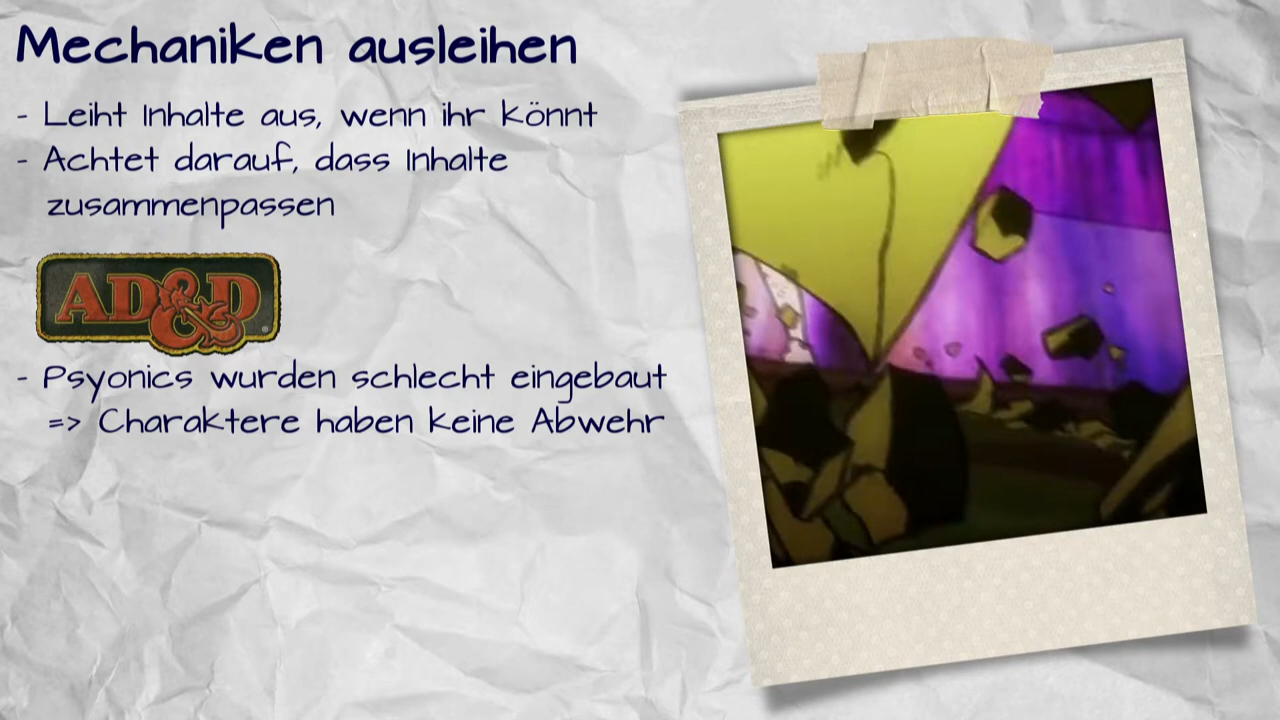 Mechaniken ausleihen
- Leiht Inhalte aus, wenn ihr könnt
- Achtet darauf, dass Inhalte
zusammenpassen
AD&D
- Psyonics wurden schlecht eingebaut
=> Charaktere haben keine Abwehr